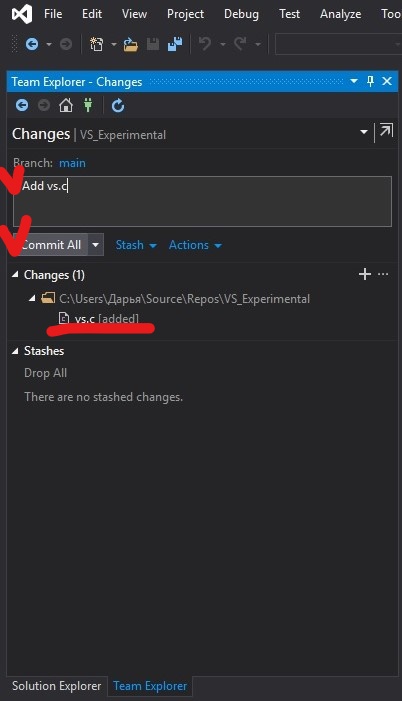 File Edit View Project Debug Test Analyze Too
Team Explorer - Changes
Changes | VS_Experimental
Branch: main
Add vs.c
Commit All Stash Actions
Changes (1)
C:\Users\Дарья\Source\Repos\VS_Experimental
vs.c [added]
Stashes
Drop All
There are no stashed changes.
Solution Explorer Team Explorer